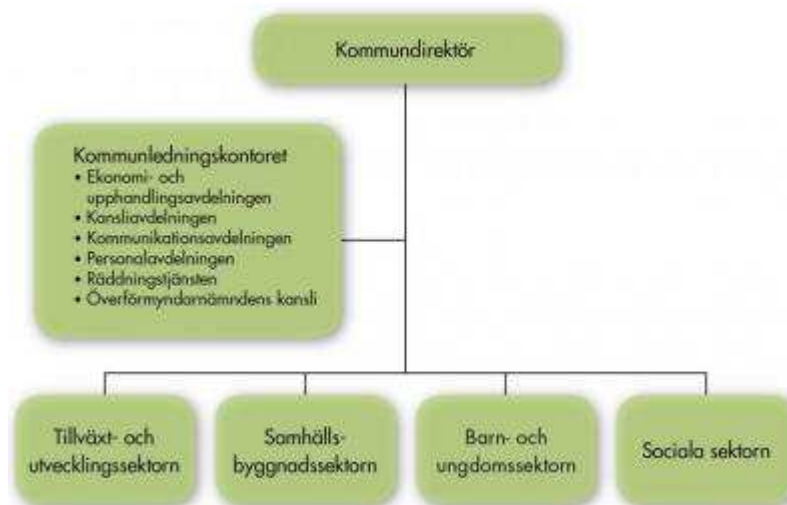 Kommundirektör
Kommunledningskontoret
• Ekonomi- och
upphandlingsavdelningen
• Kansliavdelningen
• Kommunikationsavdelningen
• Personalavdelningen
• Räddningstjänsten
• Överförmyndarnämndens kansli
Tillväxt- och
utvecklingssektorn
Samhälls-
byggnadssektorn
Barn- och
ungdomssektorn
Sociala sektorn